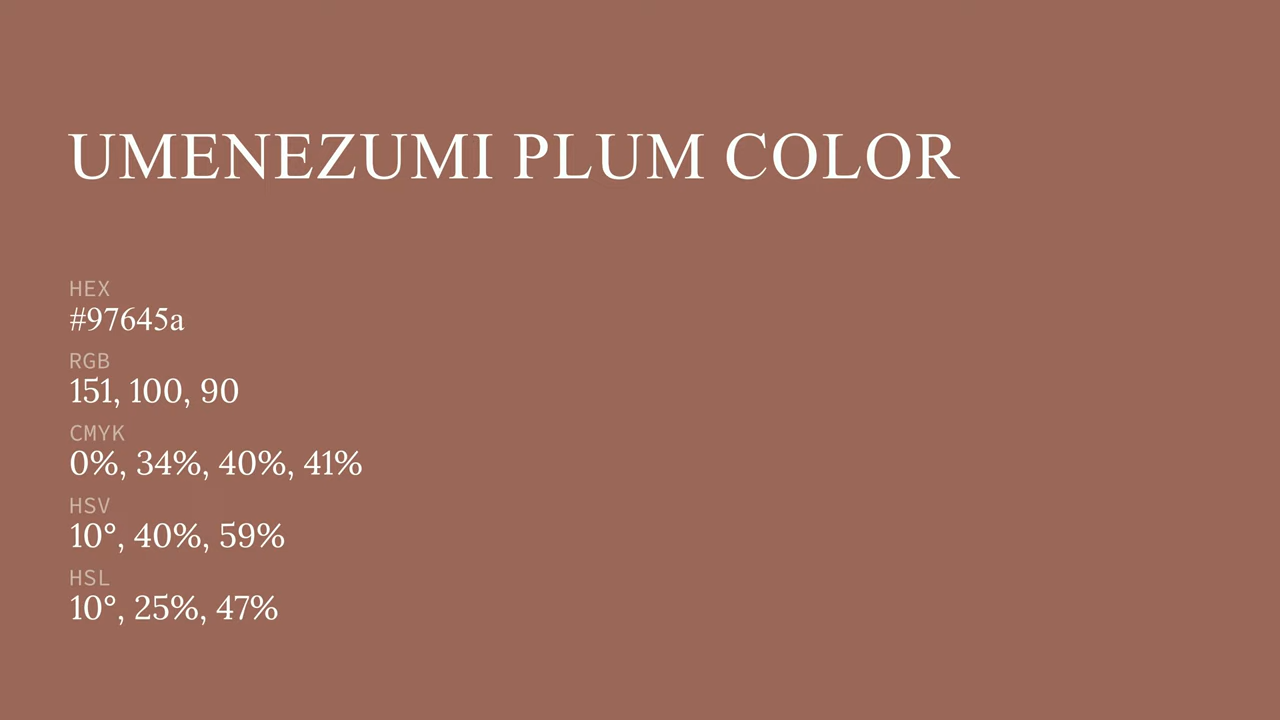 UMENEZUMI PLUM COLOR
HEX
#97645a
RGB
151, 100, 90
CMYK
0%, 34%, 40%, 41%
HSV
10°, 40%, 59%
HSL
10°, 25%, 47%